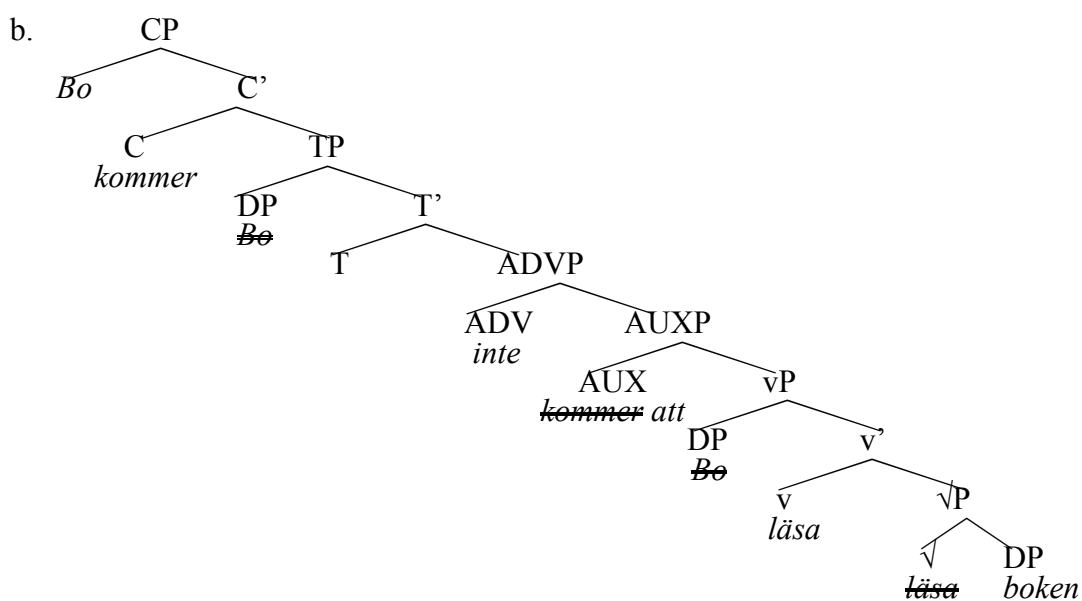 b. CP
Bo C’
C TP
kommer
DP T’
Bo
T ADVP
ADV AUXP
inte
AUX vP
kommer att
DP v’
Bo
v √P
läsa
√ DP
läsa boken